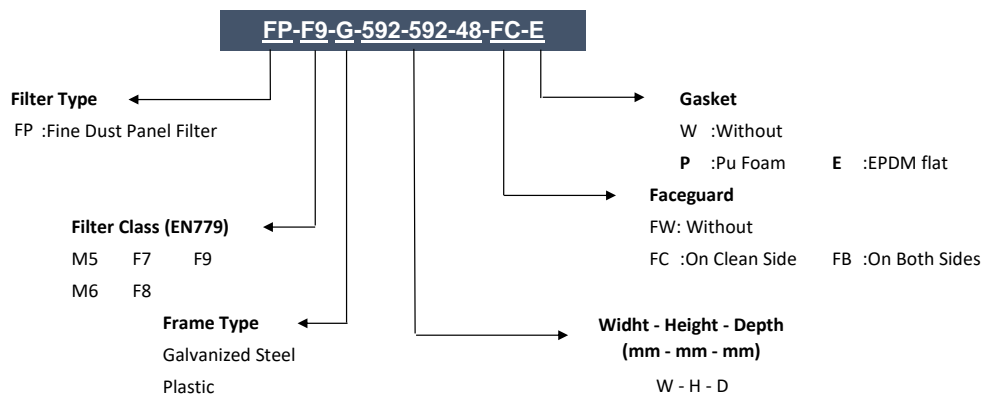 FP-F9-G-592-592-48-FC-E
Filter Type
FP :Fine Dust Panel Filter
Gasket
W :Without
P :Pu Foam E :EPDM flat
Faceguard
FW: Without
FC :On Clean Side FB :On Both Sides
Filter Class (EN779)
M5 F7 F9
M6 F8
Frame Type
Galvanized Steel
Plastic
Widht - Height - Depth
(mm - mm - mm)
W - H - D